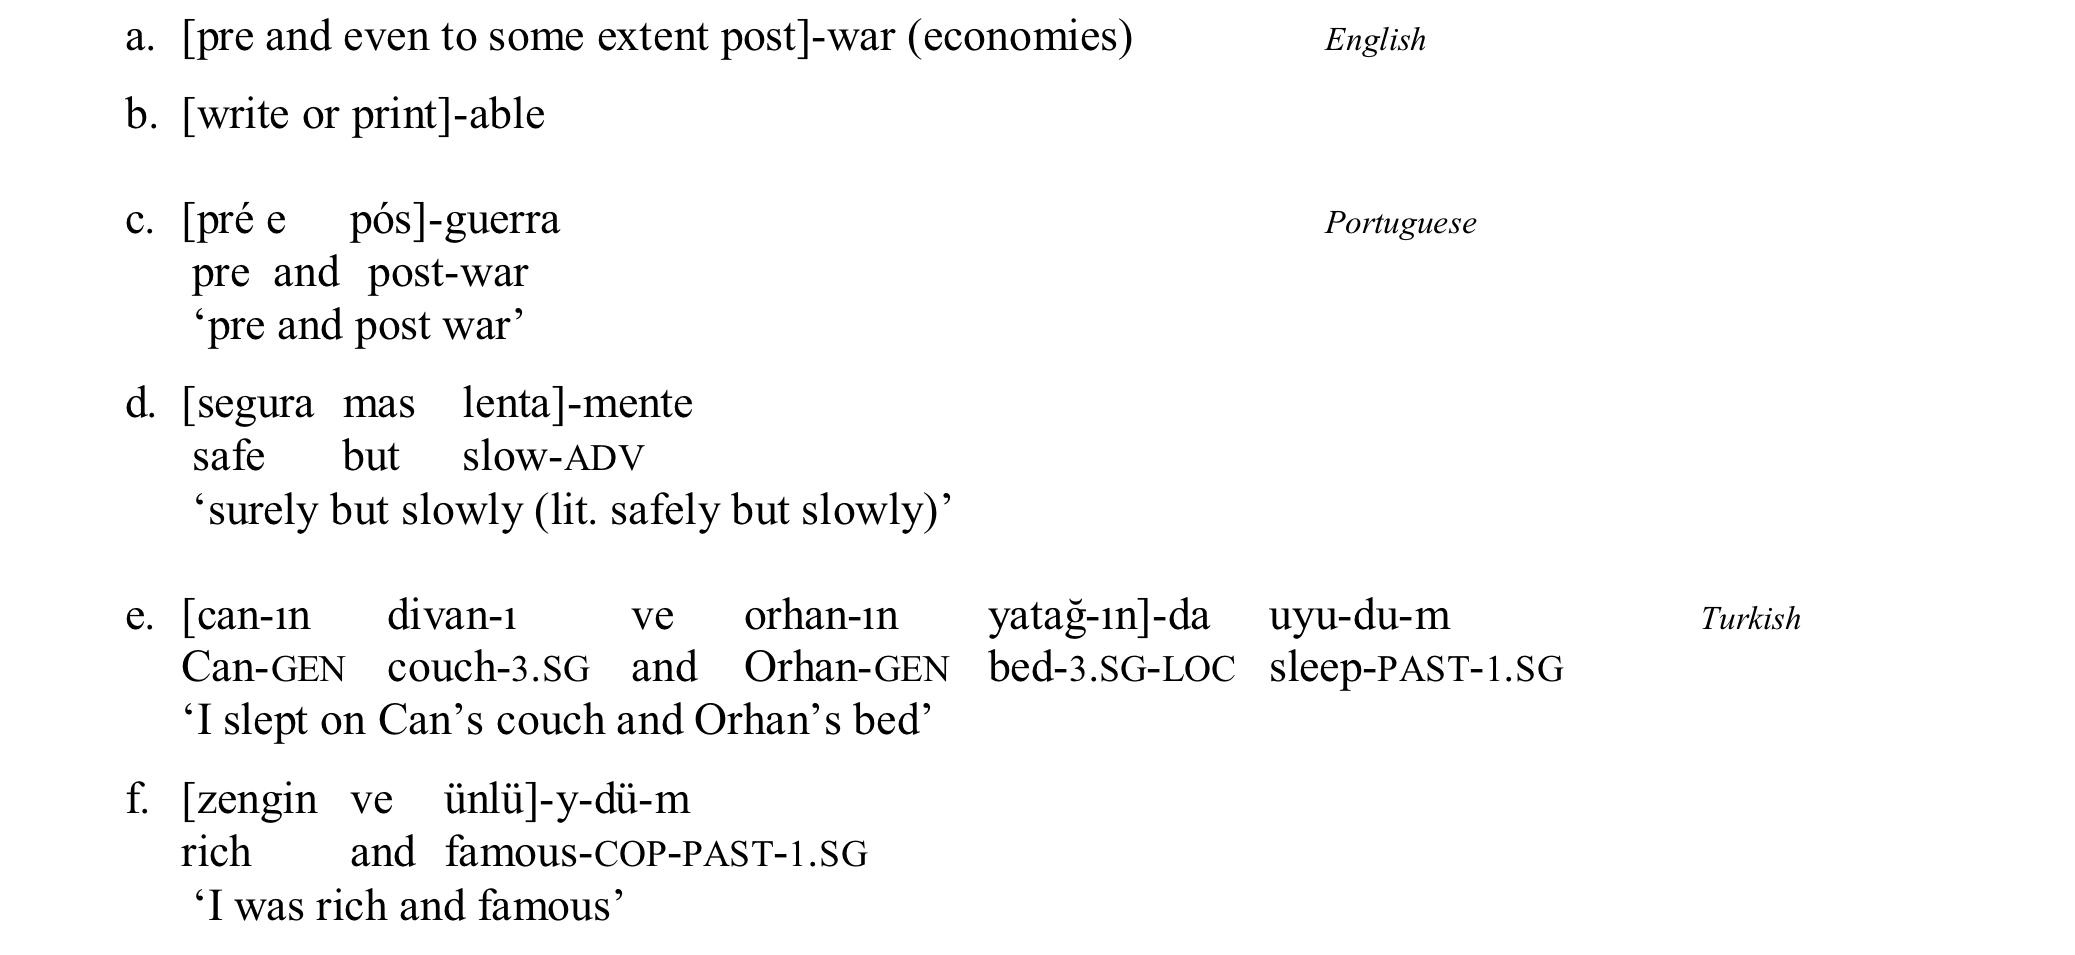 a. [pre and even to some extent post]-war (economies) English
b. [write or print]-able
c. [pré e pós]-guerra Portuguese
pre and post-war
‘pre and post war’
d. [segura mas lenta]-mente
safe but slow-ADV
‘surely but slowly (lit. safely but slowly)’
e. [can-ın divan-ı ve orhan-ın yatağ-ın]-da uyu-du-m Turkish
Can-GEN couch-3.SG and Orhan-GEN bed-3.SG-LOC sleep-PAST-1.SG
‘I slept on Can’s couch and Orhan’s bed’
f. [zengin ve ünlü]-y-dü-m
rich and famous-COP-PAST-1.SG
‘I was rich and famous’